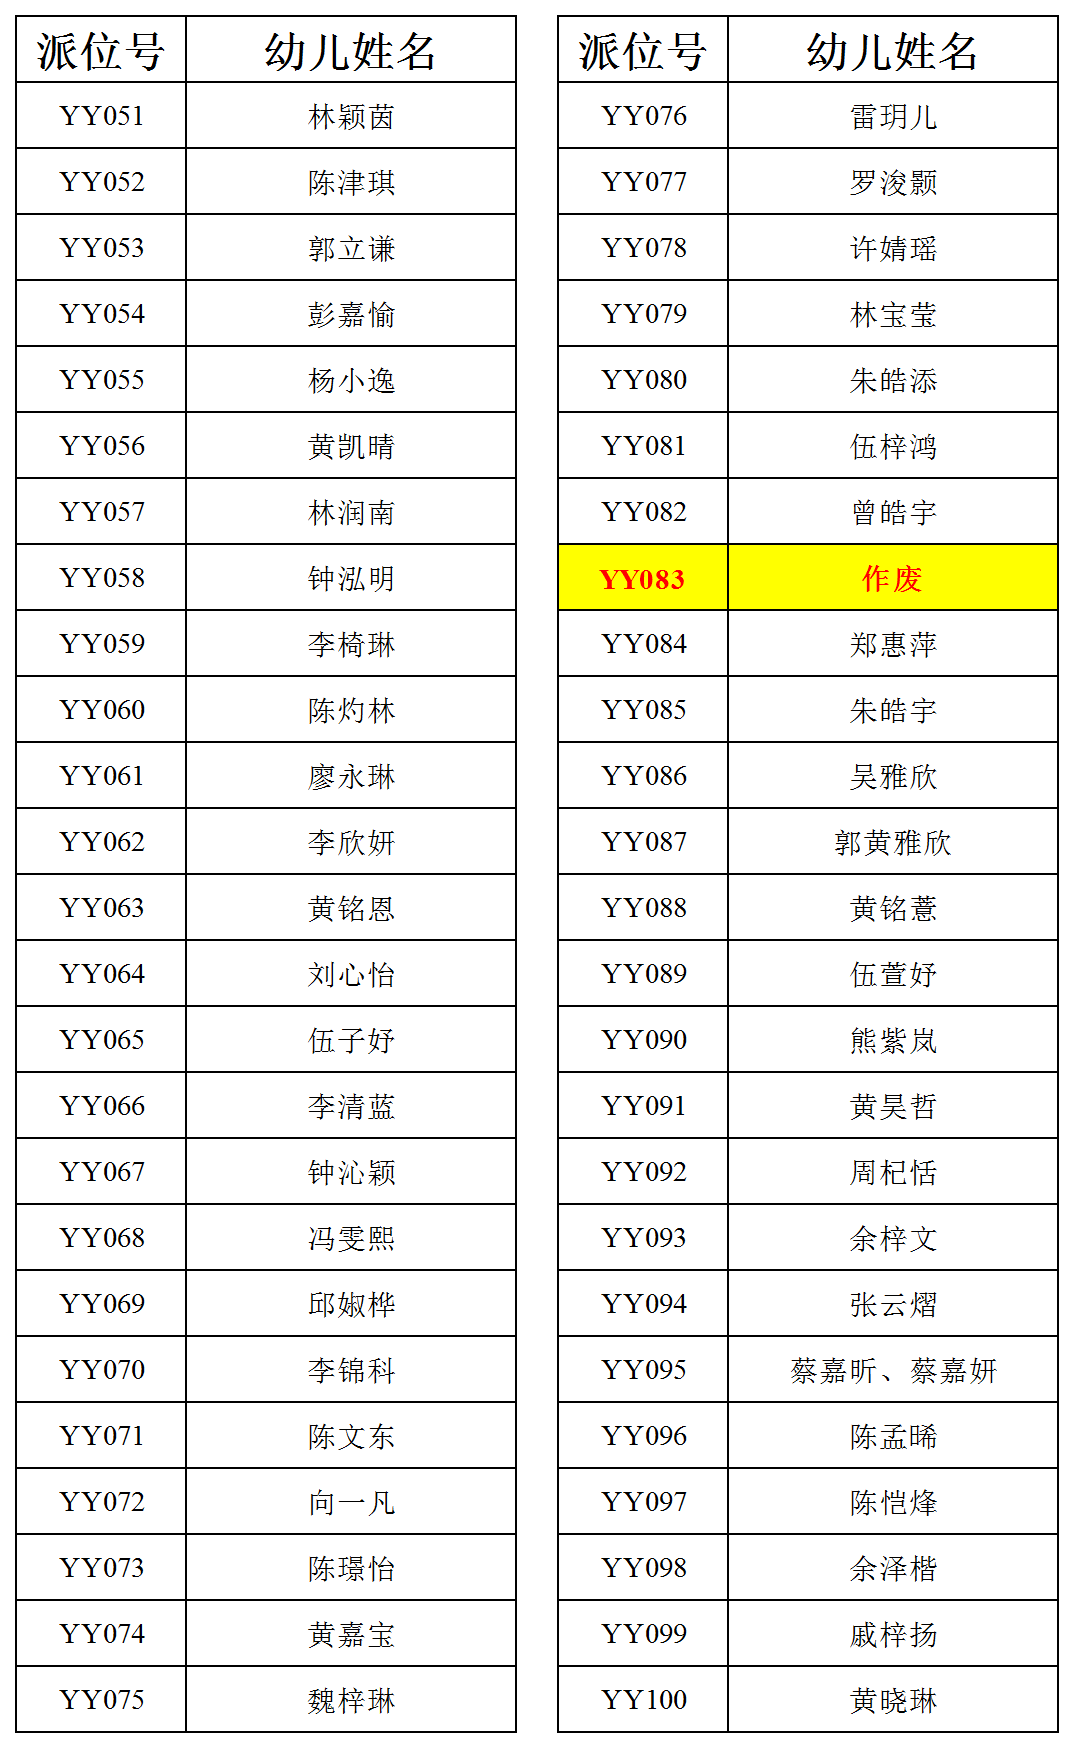 派位号 幼儿姓名
YY051 林颖茵
YY052 陈津琪
YY053 郭立谦
YY054 彭嘉愉
YY055 杨小逸
YY056 黄凯晴
YY057 林润南
YY058 钟泓明
YY059 李椅琳
YY060 陈灼林
YY061 廖永琳
YY062 李欣妍
YY063 黄铭恩
YY064 刘心怡
YY065 伍子妤
YY066 李清蓝
YY067 钟沁颖
YY068 冯雯熙
YY069 邱婌桦
YY070 李锦科
YY071 陈文东
YY072 向一凡
YY073 陈璟怡
YY074 黄嘉宝
YY075 魏梓琳
派位号 幼儿姓名
YY076 雷玥儿
YY077 罗浚颢
YY078 许婧瑶
YY079 林宝莹
YY080 朱皓添
YY081 伍梓鸿
YY082 曾皓宇
YY083 作废
YY084 郑惠萍
YY085 朱皓宇
YY086 吴雅欣
YY087 郭黄雅欣
YY088 黄铭薏
YY089 伍萱妤
YY090 熊紫岚
YY091 黄昊哲
YY092 周杞恬
YY093 余梓文
YY094 张云熠
YY095 蔡嘉昕、蔡嘉妍
YY096 陈孟晞
YY097 陈恺烽
YY098 余泽楷
YY099 戚梓扬
YY100 黄晓琳